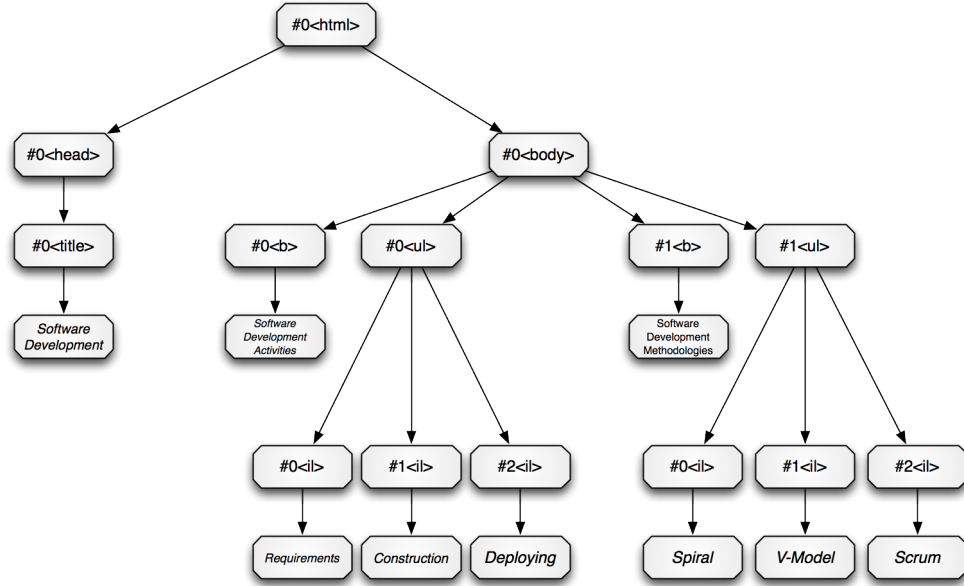 #0<html>
#0<head>
#0<body>
#0<title>
#0<b>
#0<ul>
#1<b>
#1<ul>
Software
Development
Software
Development
Activities
Software
Development
Methodologies
#0<il>
#1<il>
#2<il>
#0<il>
#1<il>
#2<il>
Requirements
Construction
Deploying
Spiral
V-Model
Scrum